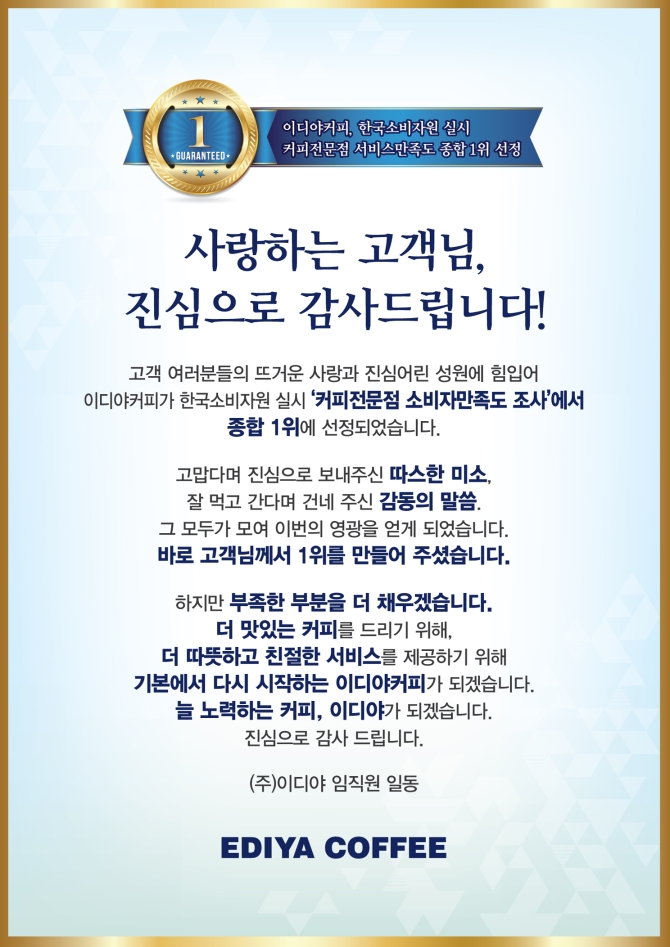 1
GUARANTEED
이디야커피, 한국소비자원 실시
커피전문점 서비스만족도 종합 1위 선정
사랑하는 고객님,
진심으로 감사드립니다!
고객 여러분들의 뜨거운 사랑과 진심어린 성원에 힘입어
이디야커피가 한국소비자원 실시 ‘커피전문점 소비자만족도 조사’에서
종합 1위에 선정되었습니다.
고맙다며 진심으로 보내주신 따스한 미소,
잘 먹고 간다며 건네 주신 감동의 말씀.
그 모두가 모여 이번의 영광을 얻게 되었습니다.
바로 고객님께서 1위를 만들어 주셨습니다.
하지만 부족한 부분을 더 채우겠습니다.
더 맛있는 커피를 드리기 위해,
더 따뜻하고 친절한 서비스를 제공하기 위해
기본에서 다시 시작하는 이디야커피가 되겠습니다.
늘 노력하는 커피, 이디야가 되겠습니다.
진심으로 감사 드립니다.
(주)이디야 임직원 일동
EDIYA COFFEE